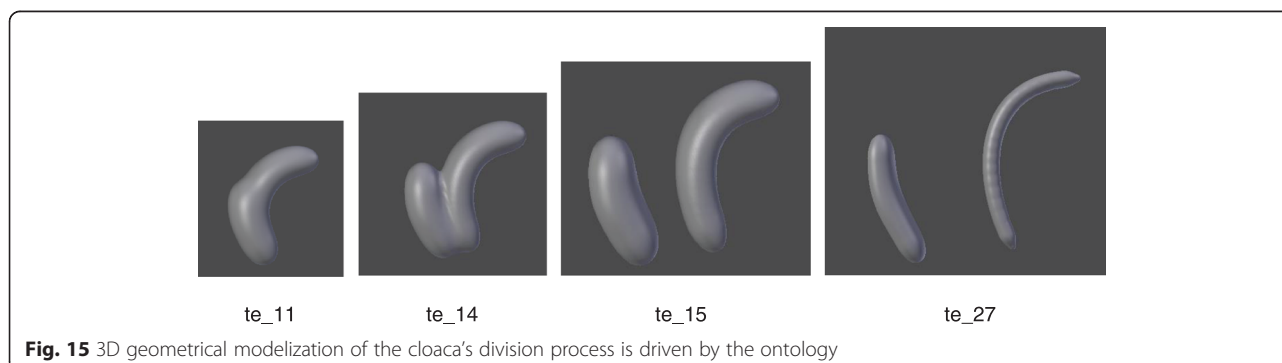 te_11 te_14 te_15 te_27
Fig. 15 3D geometrical modelization of the cloaca's division process is driven by the ontology